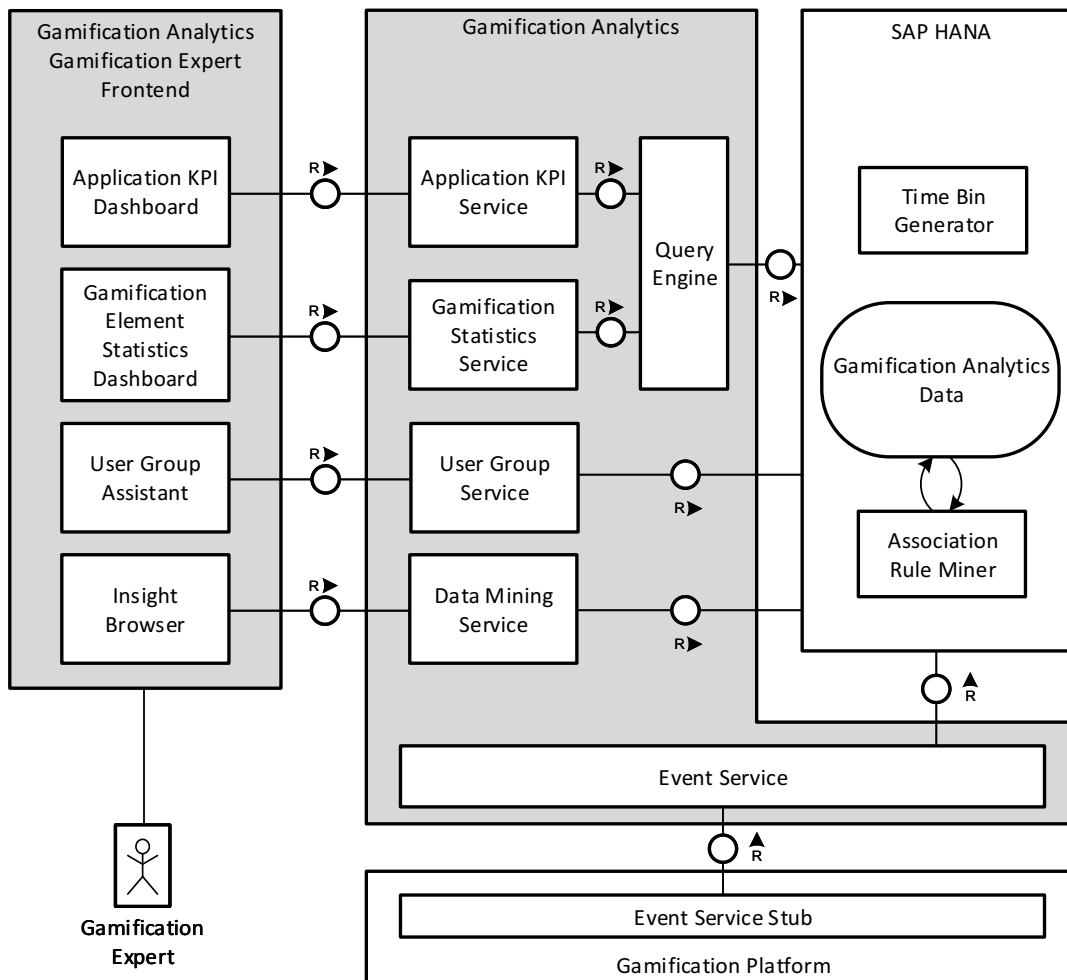 Gamification Analytics
Gamification Expert
Frontend
Gamification Analytics
SAP HANA
Application KPI
Dashboard
R
Application KPI
Service
R
Query
Engine
R
Time Bin
Generator
Gamification
Element
Statistics
Dashboard
R
Gamification
Statistics
Service
R
Gamification Analytics
Data
User Group
Assistant
R
User Group
Service
R
Association
Rule Miner
Insight
Browser
R
Data Mining
Service
R
R
Event Service
R
Event Service Stub
Gamification Platform
Gamification
Expert